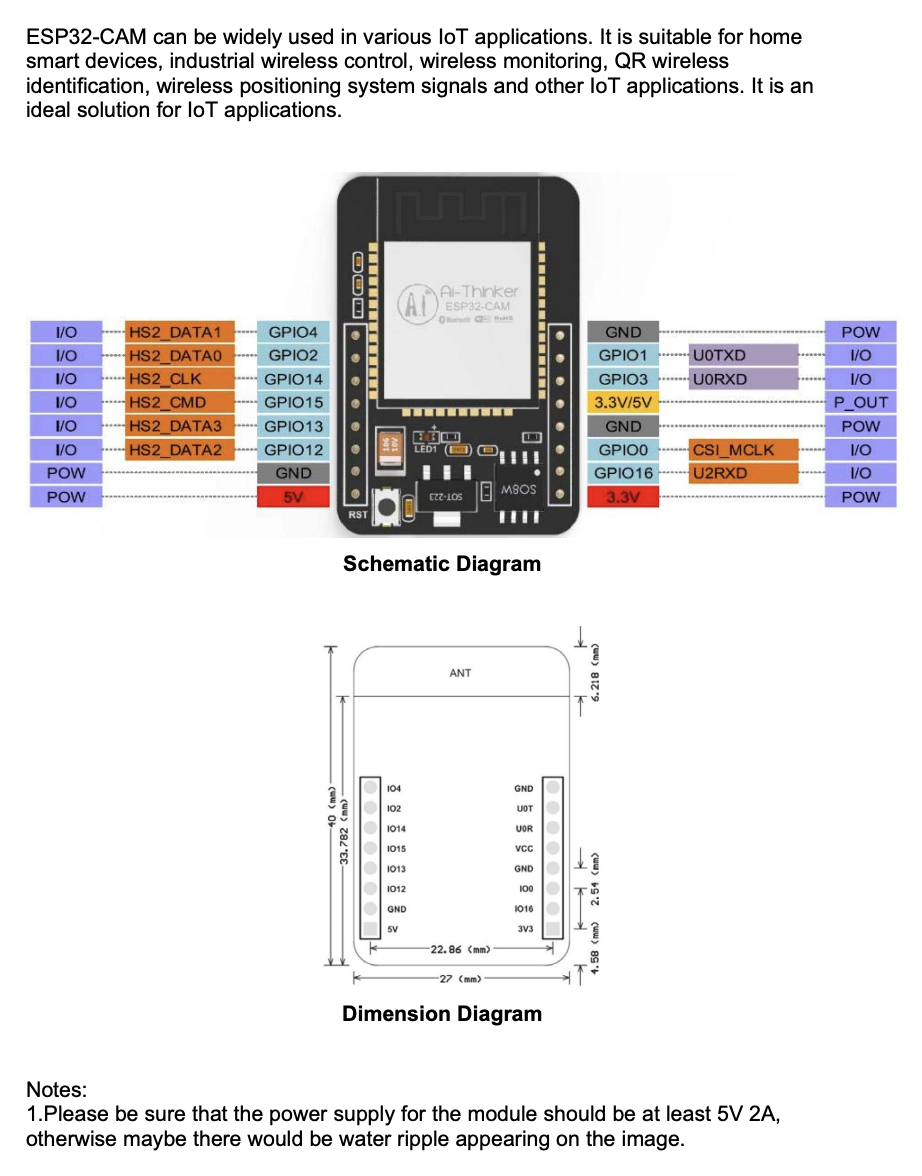 ESP32-CAM can be widely used in various IoT applications. It is suitable for home
smart devices, industrial wireless control, wireless monitoring, QR wireless
identification, wireless positioning system signals and other IoT applications. It is an
ideal solution for IoT applications.
A.I
Ai-Thinker
ESP32-CAM
Bluetooth
I/O HS2_DATA1 GPIO4 GND POW
I/O HS2_DATA0 GPIO2 GPIO1 U0TXD I/O
I/O HS2_CLK GPIO14 GPIO3 U0RXD I/O
I/O HS2_CMD GPIO15 3.3V/5V P_OUT
I/O HS2_DATA3 GPIO13 GND POW
I/O HS2_DATA2 GPIO12 GPIO0 CSI_MCLK I/O
POW GND GPIO16 U2RXD I/O
POW 5V 3.3V POW
106
10V
LED1
SOT-223
SO8W
RST
Schematic Diagram
ANT
6.218 (mm)
40 (mm)
33.782 (mm)
IO4 GND
IO2 U0T
IO14 U0R
IO15 VCC
IO13 GND
IO12 IO0
GND IO16
5V 3V3
2.54 (mm)
4.58 (mm)
22.86 (mm)
27 (mm)
Dimension Diagram
Notes:
1.Please be sure that the power supply for the module should be at least 5V 2A,
otherwise maybe there would be water ripple appearing on the image.